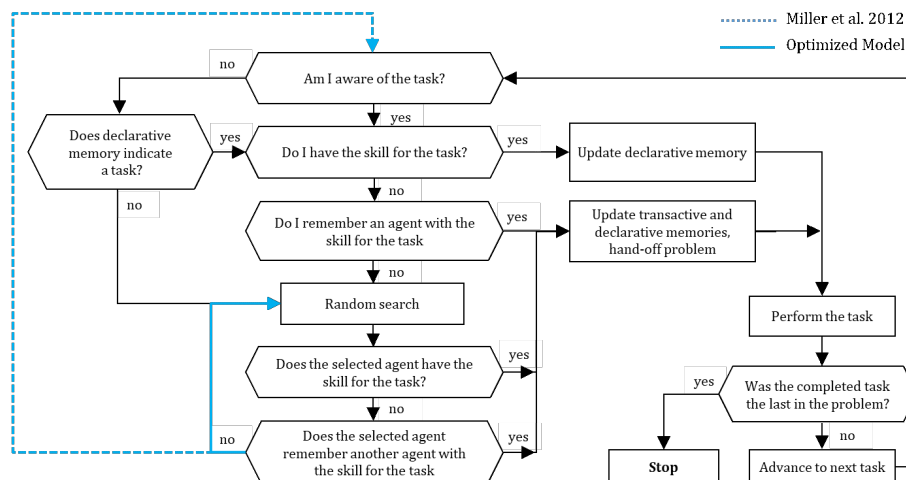 Miller et al. 2012
Optimized Model
no
Am I aware of the task?
yes
Does declarative
memory indicate
a task?
yes
Do I have the skill for the task?
yes
Update declarative memory
no
no
Do I remember an agent with the
skill for the task
yes
Update transactive and
declarative memories,
hand-off problem
no
Random search
Perform the task
Does the selected agent have the
skill for the task?
yes
yes
Was the completed task
the last in the problem?
no
no
Does the selected agent
remember another agent with
the skill for the task
yes
no
Stop
Advance to next task